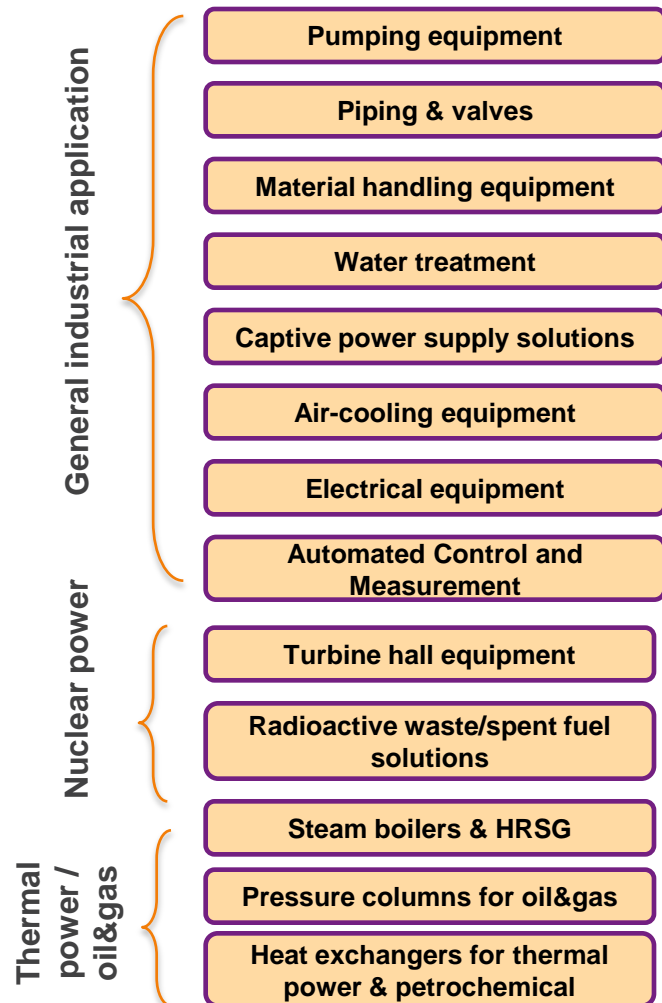 General industrial application
Pumping equipment
Piping & valves
Material handling equipment
Water treatment
Captive power supply solutions
Air-cooling equipment
Electrical equipment
Automated Control and
Measurement
Nuclear power
Turbine hall equipment
Radioactive waste/spent fuel
solutions
Thermal
power /
oil&gas
Steam boilers & HRSG
Pressure columns for oil&gas
Heat exchangers for thermal
power & petrochemical